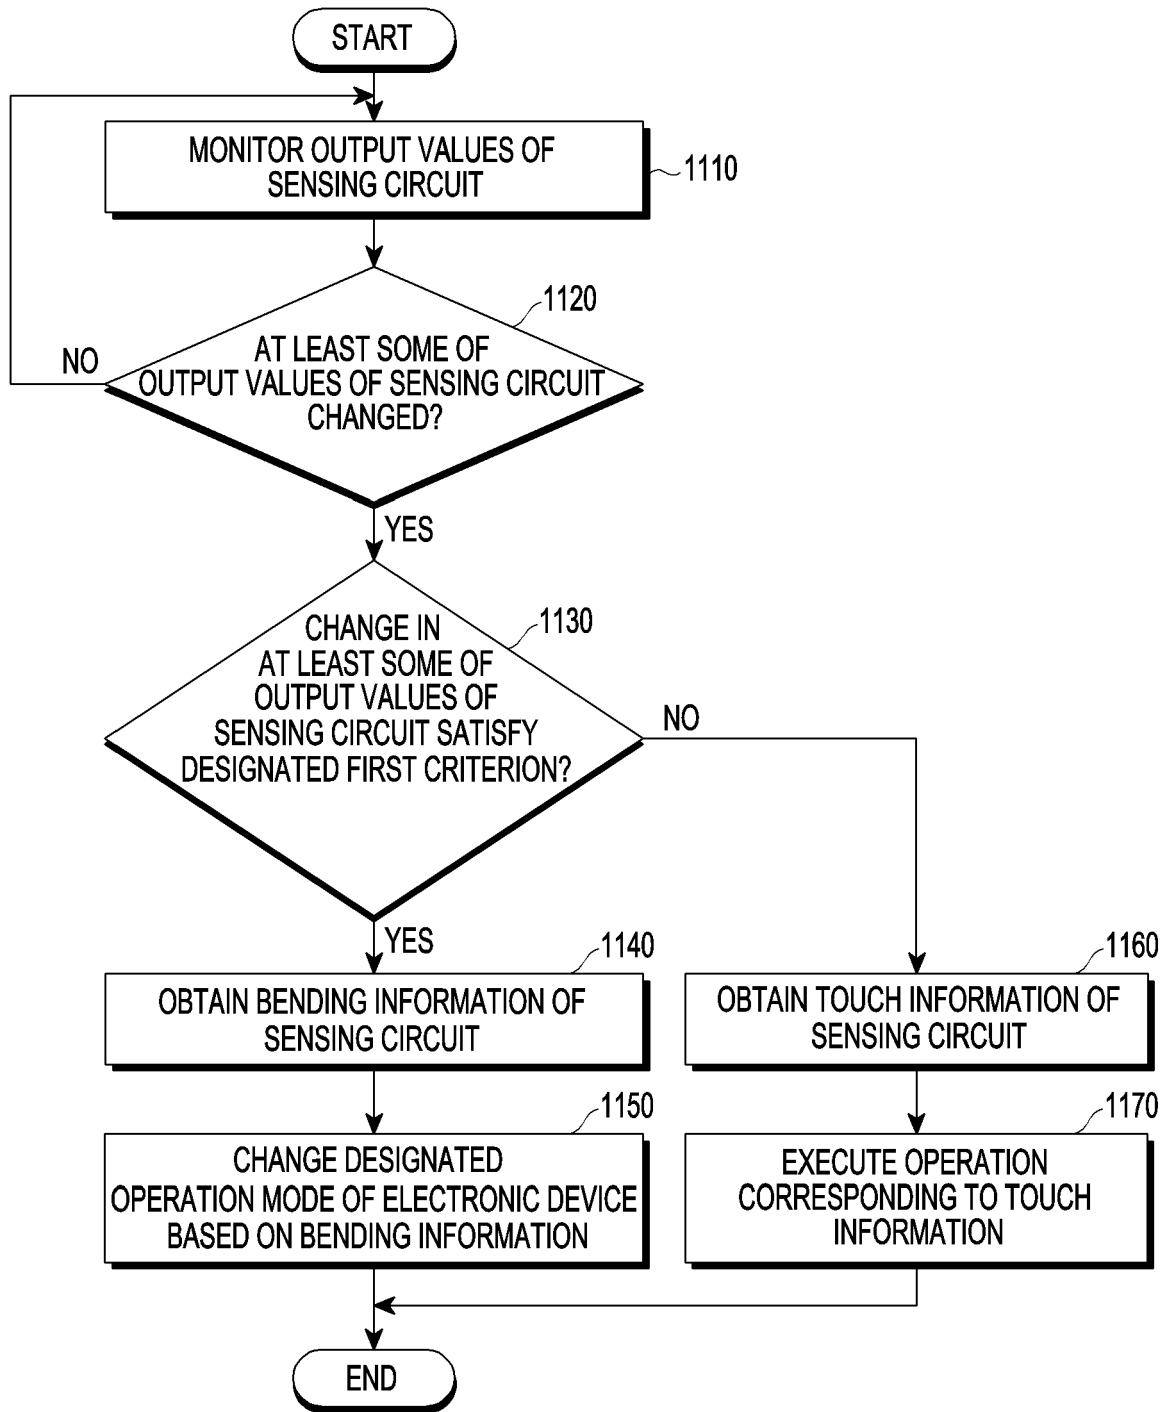 START
MONITOR OUTPUT VALUES OF
SENSING CIRCUIT
1110
1120
AT LEAST SOME OF
OUTPUT VALUES OF SENSING CIRCUIT
CHANGED?
NO
YES
1130
CHANGE IN
AT LEAST SOME OF
OUTPUT VALUES OF
SENSING CIRCUIT SATISFY
DESIGNATED FIRST CRITERION?
NO
YES
1140
OBTAIN BENDING INFORMATION OF
SENSING CIRCUIT
1160
OBTAIN TOUCH INFORMATION OF
SENSING CIRCUIT
1150
CHANGE DESIGNATED
OPERATION MODE OF ELECTRONIC DEVICE
BASED ON BENDING INFORMATION
1170
EXECUTE OPERATION
CORRESPONDING TO TOUCH
INFORMATION
END